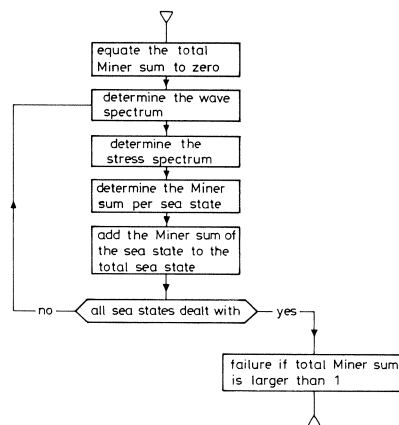 equate the total
Miner sum to zero
determine the wave
spectrum
determine the
stress spectrum
determine the Miner
sum per sea state
add the Miner sum of
the sea state to the
total sea state
no
all sea states dealt with
yes
failure if total Miner sum
is larger than 1